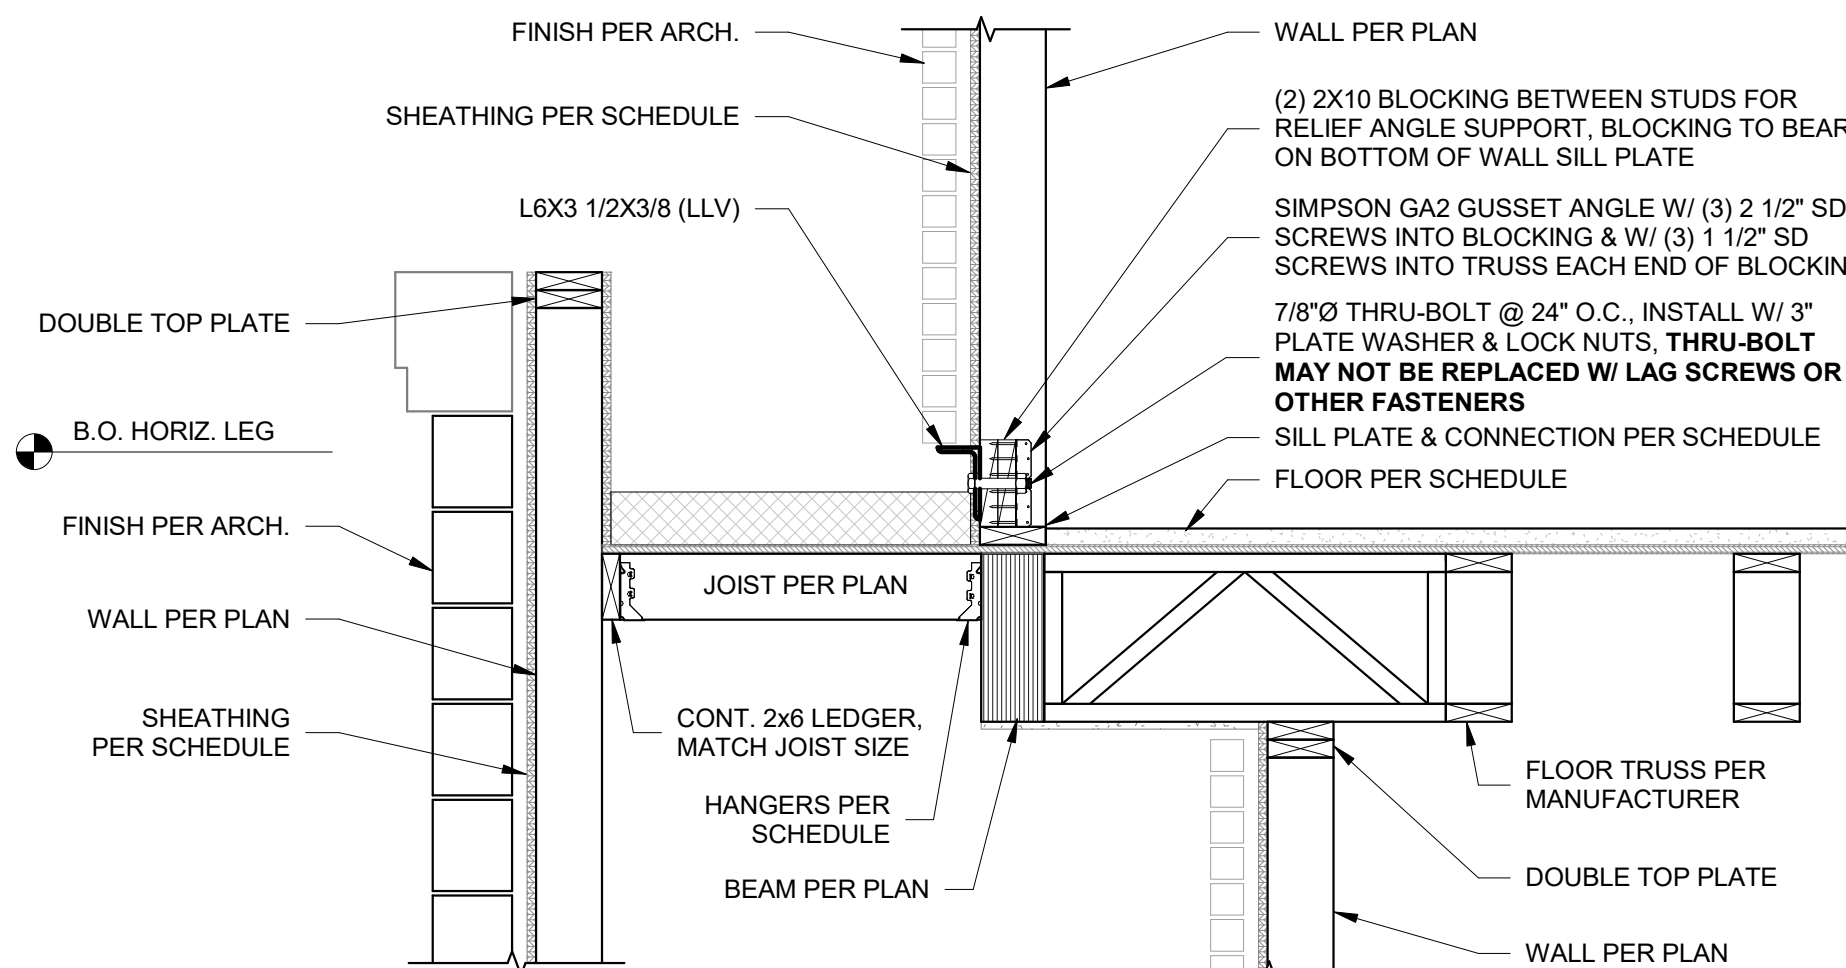 FINISH PER ARCH.
SHEATHING PER SCHEDULE
L6X3 1/2X3/8 (LLV)
DOUBLE TOP PLATE
B.O. HORIZ. LEG
FINISH PER ARCH.
WALL PER PLAN
SHEATHING
PER SCHEDULE
JOIST PER PLAN
CONT. 2x6 LEDGER,
MATCH JOIST SIZE
HANGERS PER
SCHEDULE
BEAM PER PLAN
WALL PER PLAN
(2) 2X10 BLOCKING BETWEEN STUDS FOR
RELIEF ANGLE SUPPORT, BLOCKING TO BEAR
ON BOTTOM OF WALL SILL PLATE
SIMPSON GA2 GUSSET ANGLE W/ (3) 2 1/2" SD
SCREWS INTO BLOCKING & W/ (3) 1 1/2" SD
SCREWS INTO TRUSS EACH END OF BLOCKIN
7/8"Ø THRU-BOLT @ 24" O.C., INSTALL W/ 3"
PLATE WASHER & LOCK NUTS, THRU-BOLT
MAY NOT BE REPLACED W/ LAG SCREWS OR
OTHER FASTENERS
SILL PLATE & CONNECTION PER SCHEDULE
FLOOR PER SCHEDULE
FLOOR TRUSS PER
MANUFACTURER
DOUBLE TOP PLATE
WALL PER PLAN